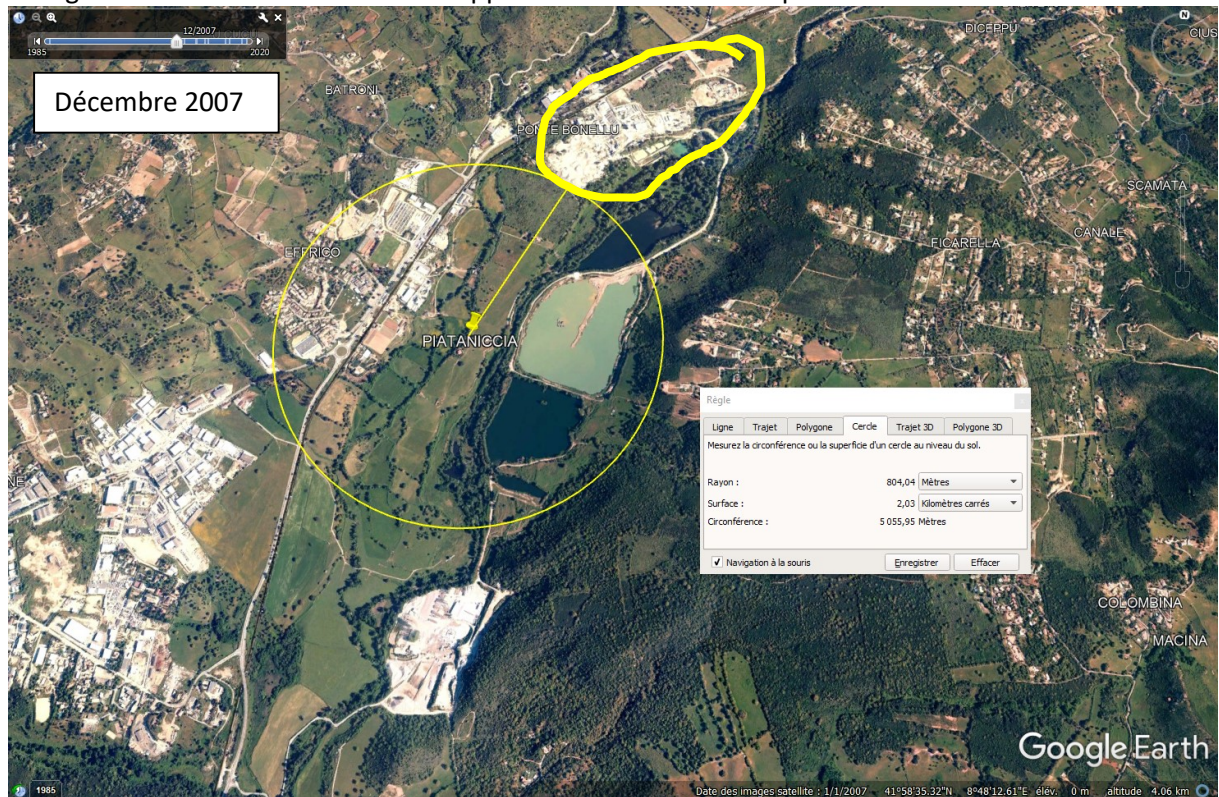 12/2007
1985
2020
Décembre 2007
BATRONI
DICEPPU
PONTE BONELLU
SCAMATA
CANALE
FICARELLA
EFFRICO
PIATANICCIA
Règle
Ligne Trajet Polygone Cercle Trajet 3D Polygone 3D
Mesurez la circonférence ou la superficie d'un cercle au niveau du sol.
Rayon : 804,04 Mètres
Surface : 2,03 Kilomètres carrés
Circonférence : 5 055,95 Mètres
Navigation à la souris Enregistrer Effacer
COLOMBINA
MACINA
Google Earth
1985
Date des images satellite : 1/1/2007 41°58'35.32"N 8°48'12.61"E élév. 0 m altitude 4.06 km